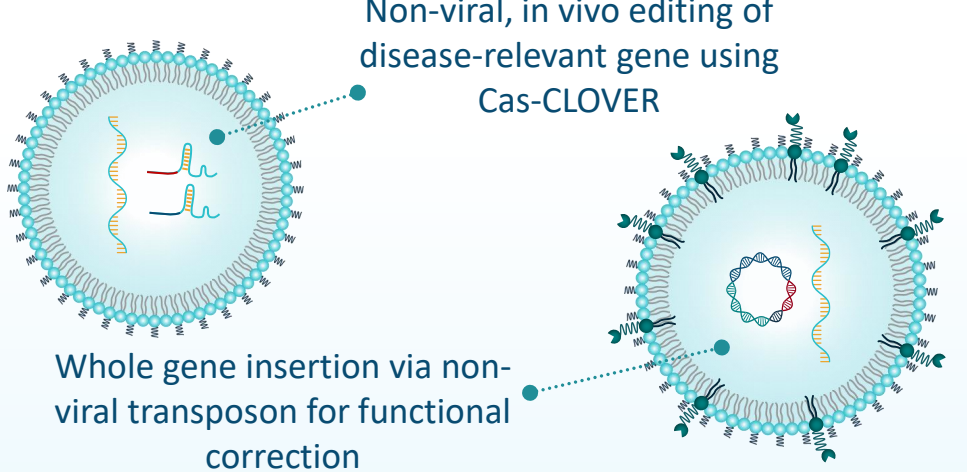 Non-viral, in vivo editing of
disease-relevant gene using
Cas-CLOVER
Whole gene insertion via non-
viral transposon for functional
correction